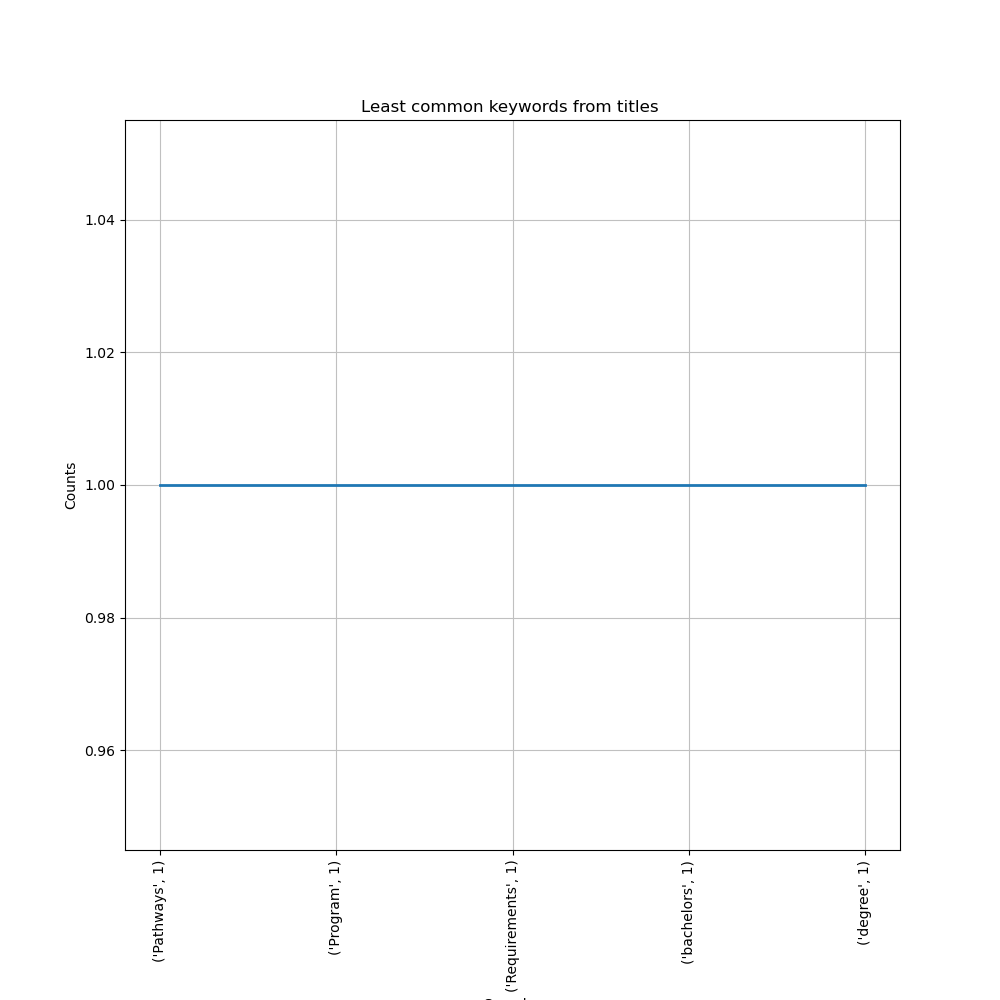 Least common keywords from titles
Counts
1.04
1.02
1.00
0.98
0.96
('Pathways', 1)
('Program', 1)
('Requirements', 1)
('bachelors', 1)
('degree', 1)